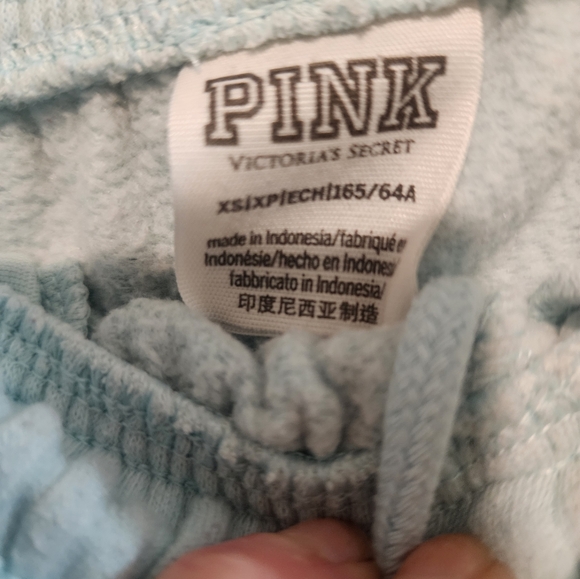 PINK
VICTORIA'S SECRET
XS/XP/ECH/165/64A
made in Indonesia/fabriqué
Indonésie/hecho en
fabbricato in Indonesia/
印度尼西亚制造